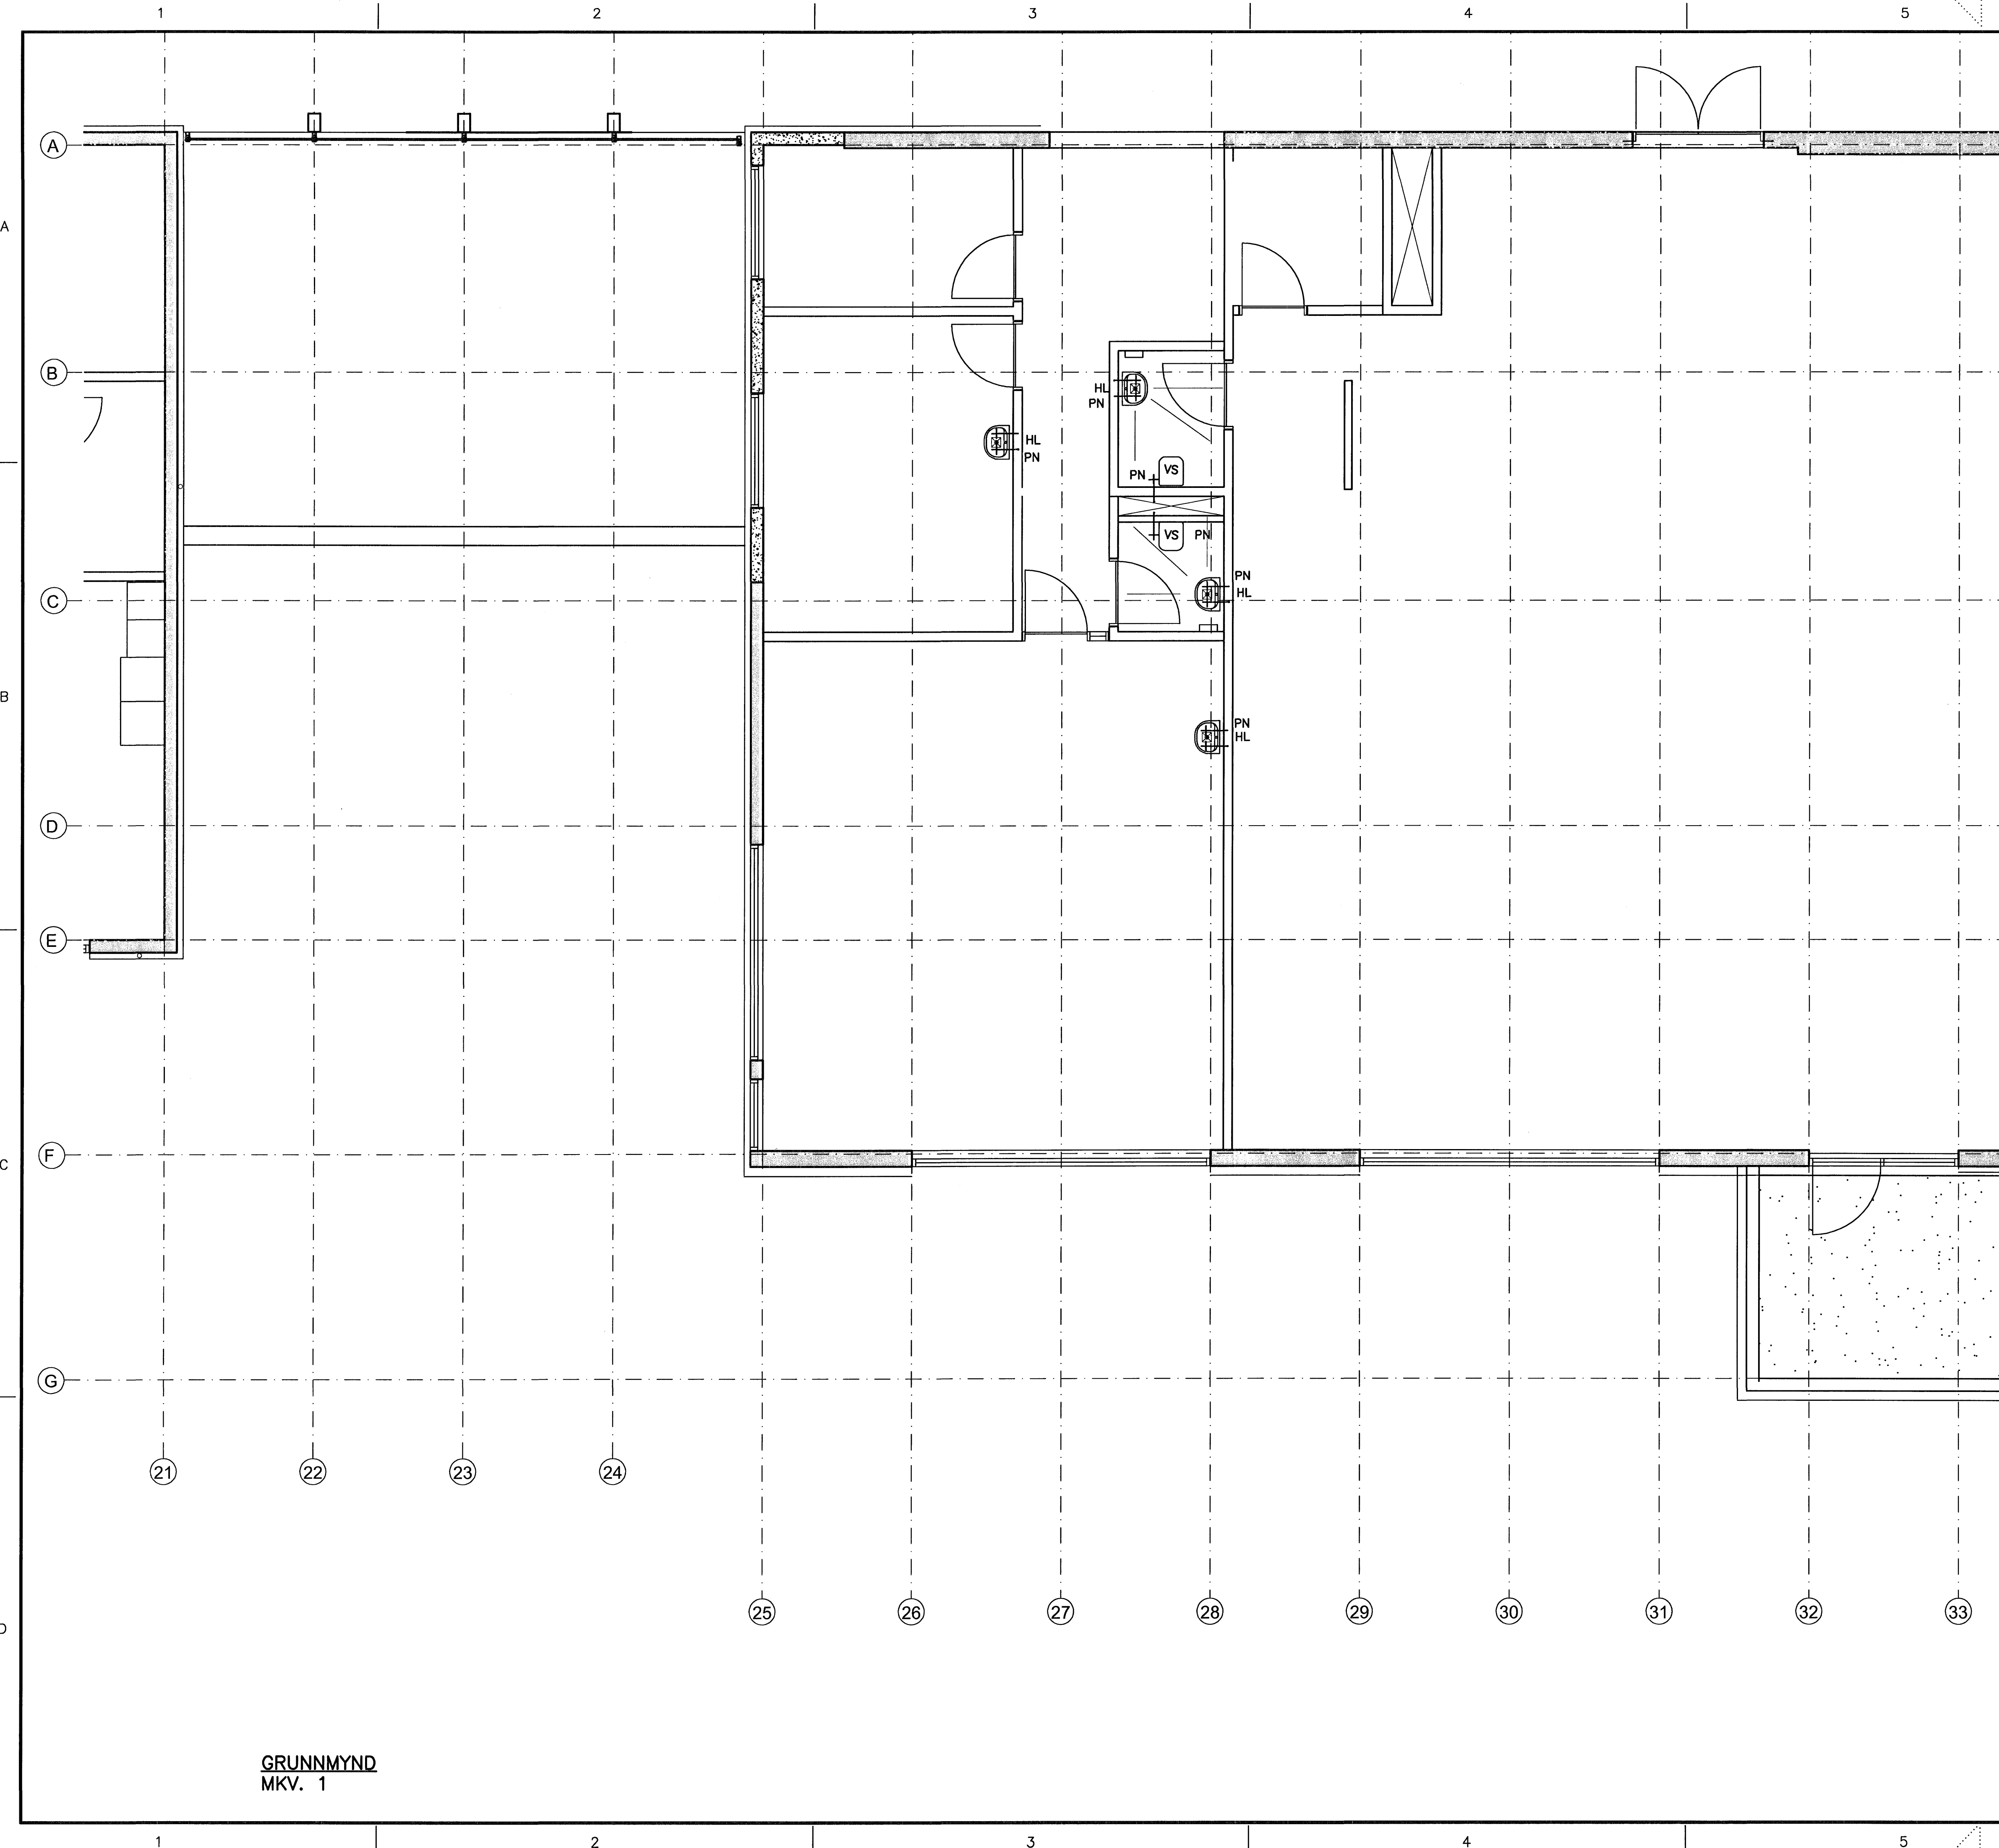 1 2 3 4 5
A
A
B
HL
PN
HL
PN
PN VS
B
VS PN
PN
HL
C
PN
HL
D
E
C
F
G
21 22 23 24
25 26 27 28 29 30 31 32 33
D
GRUNNMYND
MKV. 1
1 2 3 4 5